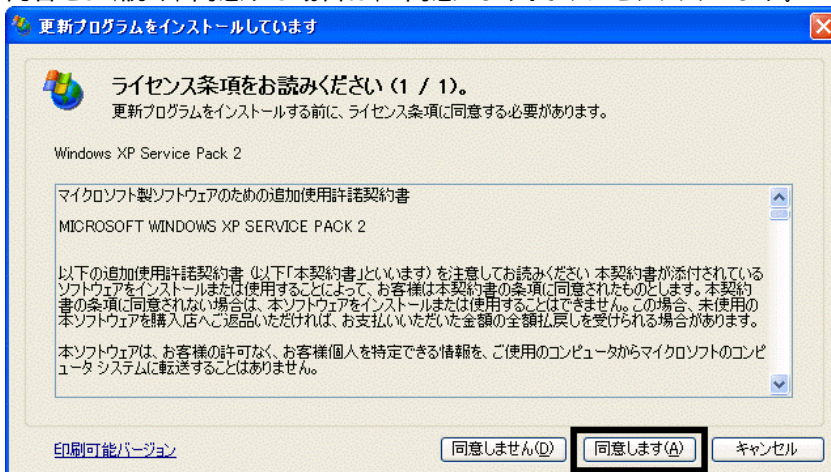 更新プログラムをインストールしています
ライセンス条項をお読みください (1 / 1)。
更新プログラムをインストールする前に、ライセンス条項に同意する必要があります。
Windows XP Service Pack 2
マイクロソフト製ソフトウェアのための追加使用許諾契約書
MICROSOFT WINDOWS XP SERVICE PACK 2
以下の追加使用許諾契約書 (以下「本契約書」といいます) を注意してお読みください 本契約書が添付されている
ソフトウェアをインストールまたは使用することによって、お客様は本契約書の条項に同意されたものとします。本契約
書の条項に同意されない場合は、本ソフトウェアをインストールまたは使用することはできません。この場合、未使用の
本ソフトウェアを購入店へご返品いただければ、お支払いいただいた金額の全額払戻しを受けられる場合があります。
本ソフトウェアは、お客様の許可なく、お客様個人を特定できる情報を、ご使用のコンピュータからマイクロソフトのコンピ
ュータ システムに転送することはありません。
印刷可能バージョン
同意しません(D)
同意します(A)
キャンセル